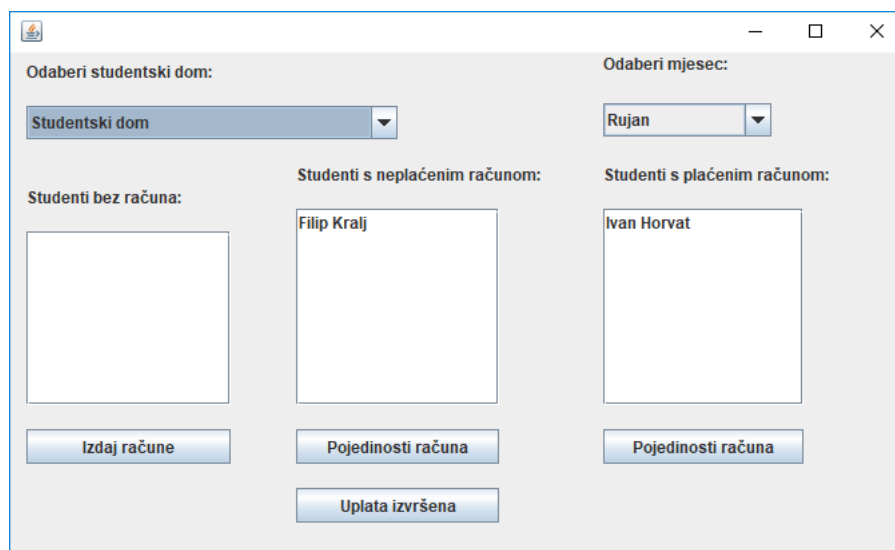 Odaberi studentski dom:
Odaberi mjesec:
Studentski dom
Rujan
Studenti bez računa:
Studenti s neplaćenim računom:
Studenti s plaćenim računom:
Filip Kralj
Ivan Horvat
Izdaj račune
Pojedinosti računa
Pojedinosti računa
Uplata izvršena